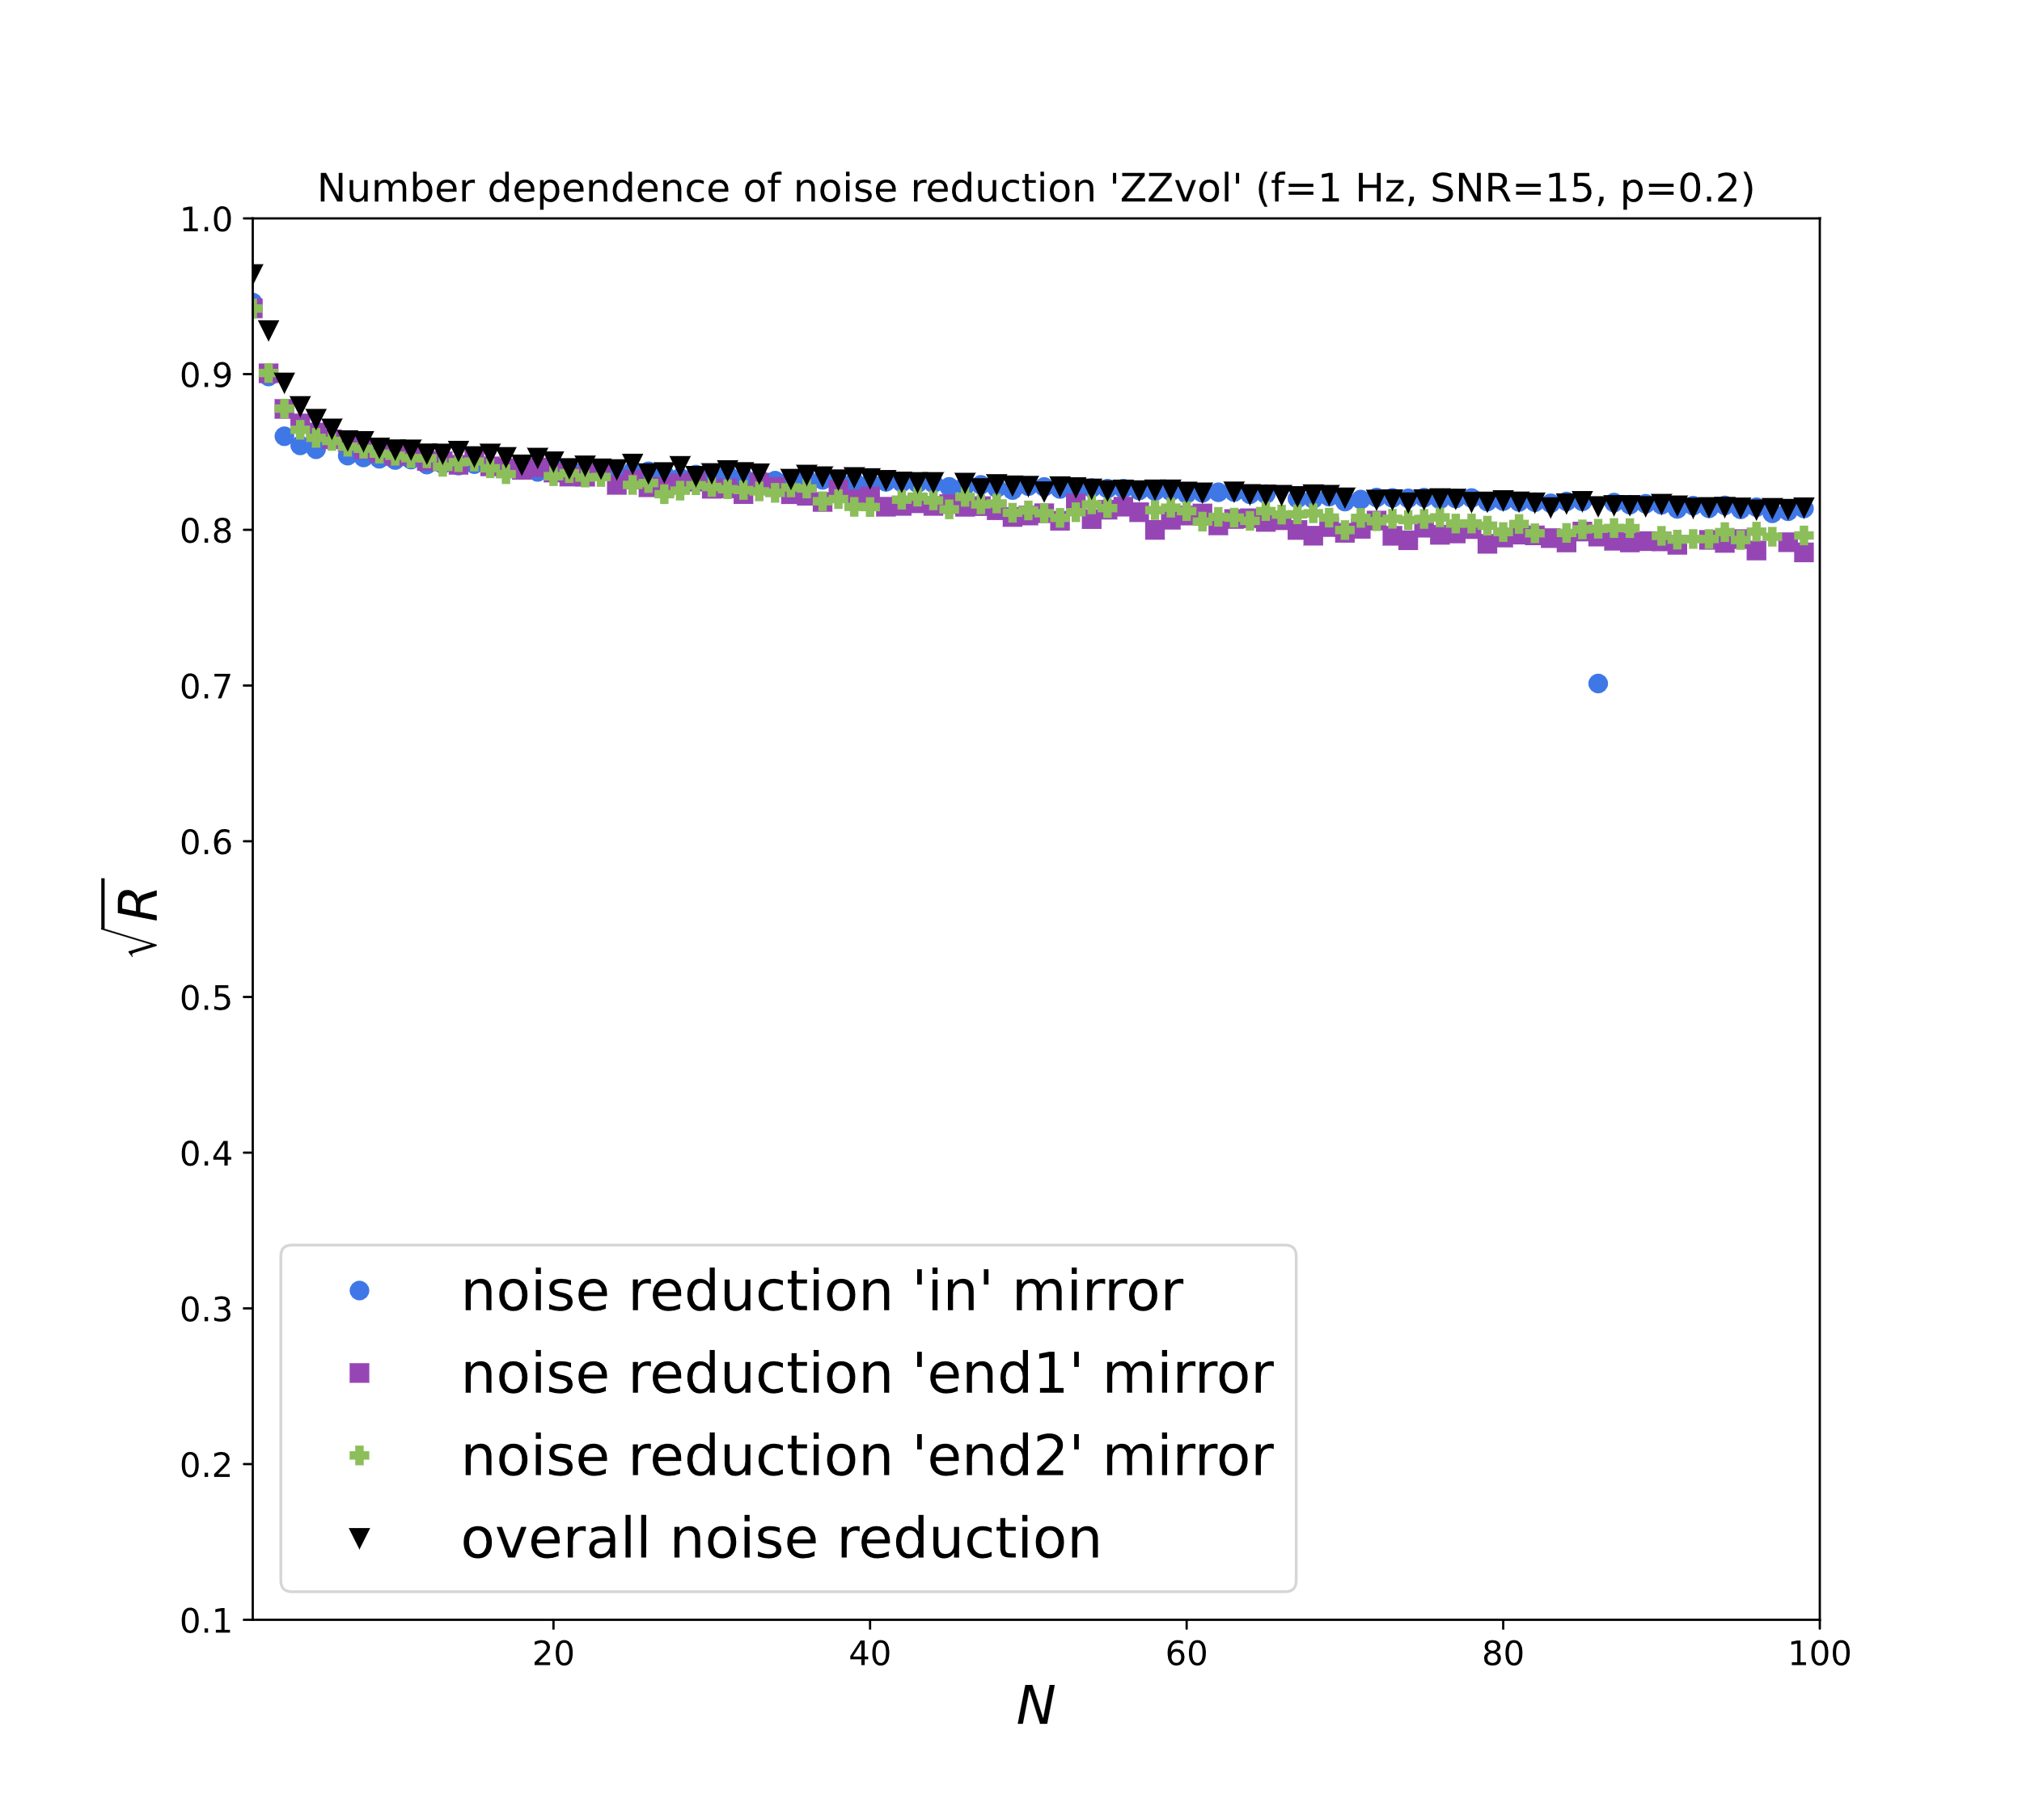 Number dependence of noise reduction 'ZZvol' (f=1 Hz, SNR=15, p=0.2)
1.0
0.9
0.8
0.7
0.6
0.5
0.4
0.3
0.2
0.1
√R
noise reduction 'in' mirror
noise reduction 'end1' mirror
noise reduction 'end2' mirror
overall noise reduction
20 40 60 80 100
N